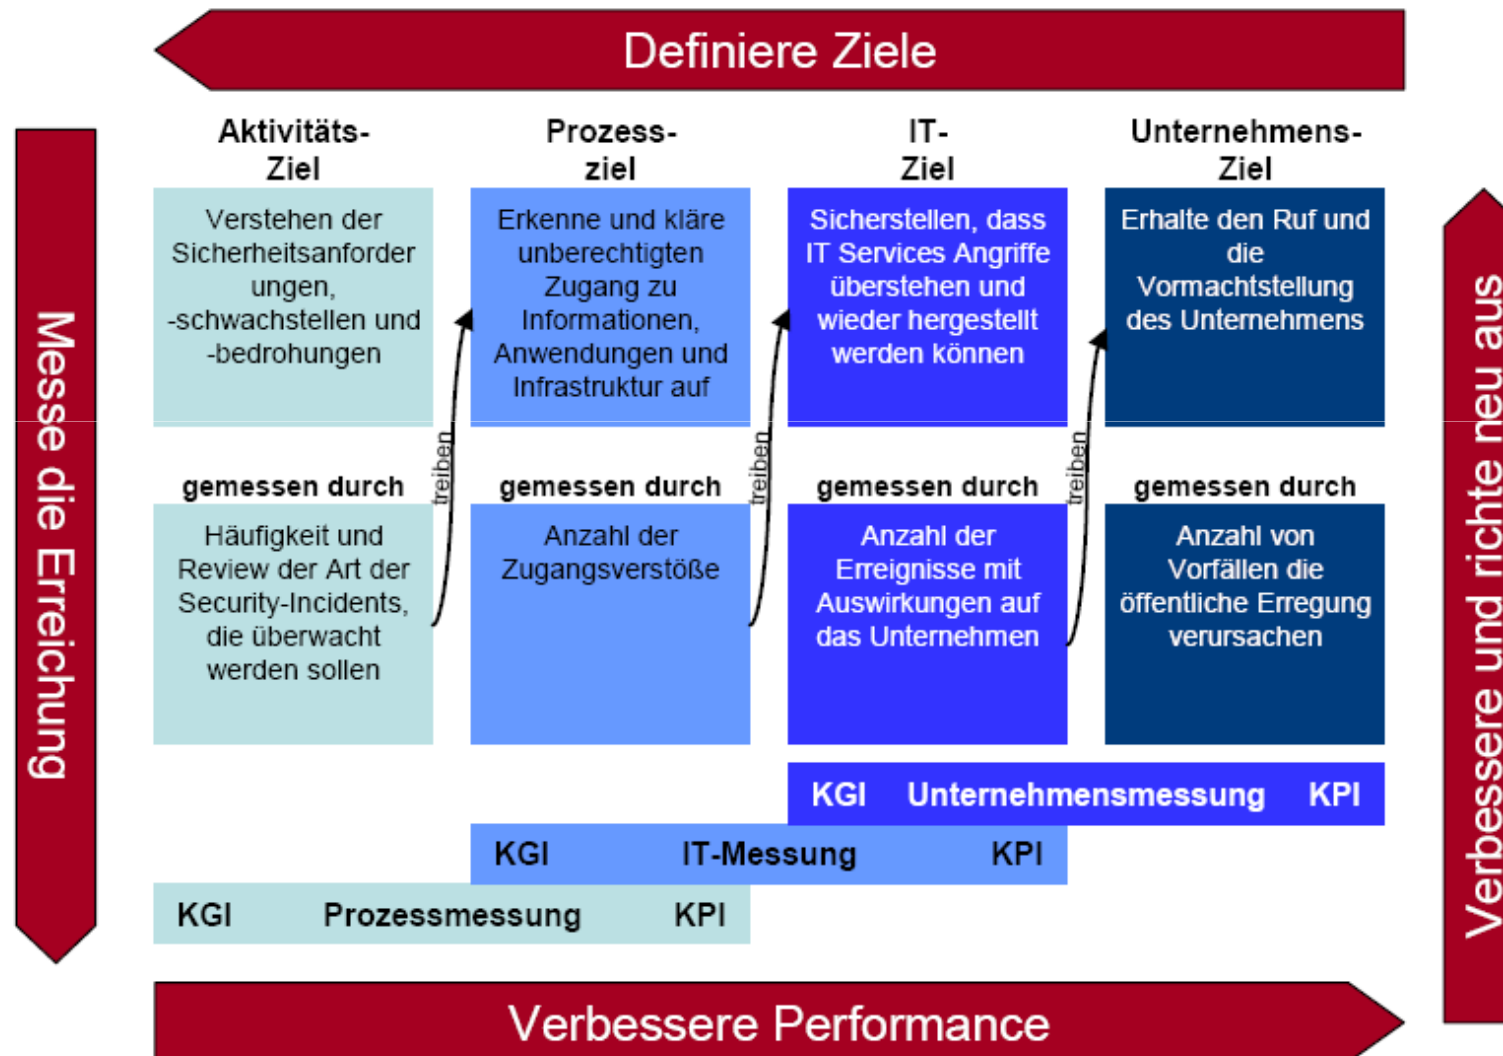 Definiere Ziele
Messe die Erreichung
Aktivitäts-
Ziel
Verstehen der
Sicherheitsanforder
ungen,
-schwachstellen und
-bedrohungen
gemessen durch
Häufigkeit und
Review der Art der
Security-Incidents,
die überwacht
werden sollen
treiben
Prozess-
ziel
Erkenne und kläre
unberechtigten
Zugang zu
Informationen,
Anwendungen und
Infrastruktur auf
gemessen durch
Anzahl der
Zugangsverstöße
treiben
IT-
Ziel
Sicherstellen, dass
IT Services Angriffe
überstehen und
wieder hergestellt
werden können
gemessen durch
Anzahl der
Erreignisse mit
Auswirkungen auf
das Unternehmen
treiben
Unternehmens-
Ziel
Erhalte den Ruf und
die
Vormachtstellung
des Unternehmens
gemessen durch
Anzahl von
Vorfällen die
öffentliche Erregung
verursachen
KGI Unternehmensmessung KPI
KGI IT-Messung KPI
KGI Prozessmessung KPI
Verbessere und richte neu aus
Verbessere Performance